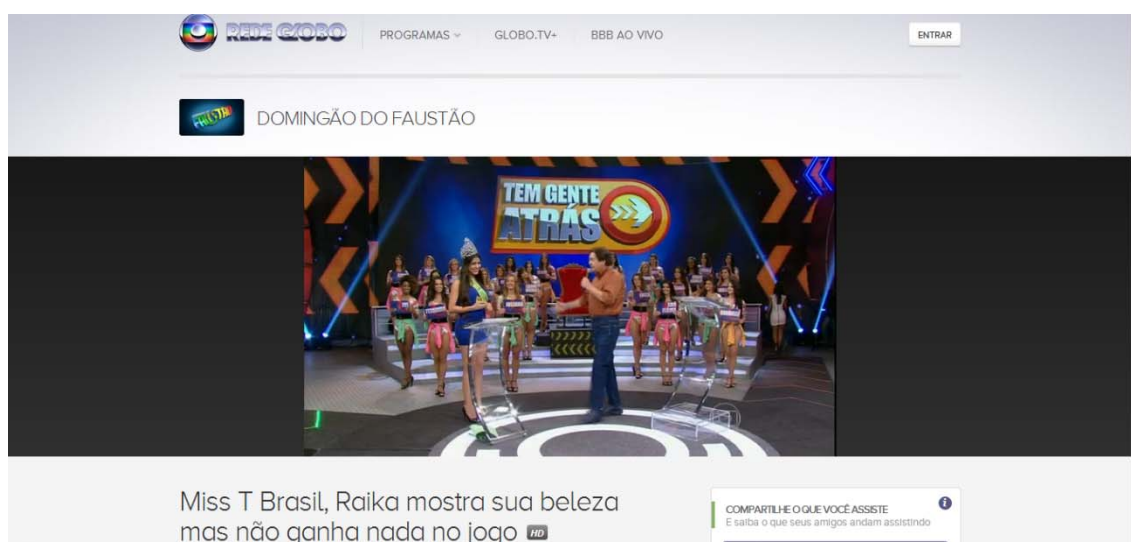 REDE GLOBO
PROGRAMAS
GLOBO.TV+
BBB AO VIVO
ENTRAR
FAUSTÃO
DOMINGÃO DO FAUSTÃO
TEM GENTE
ATRÁS
Miss T Brasil, Raika mostra sua beleza
mas não ganha nada no jogo HD
COMPARTILHE O QUE VOCÊ ASSISTE
E saiba o que seus amigos andam assistindo